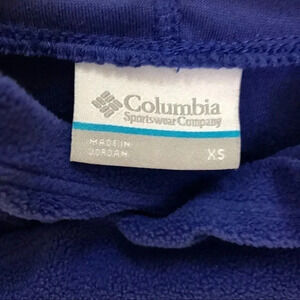 Columbia
Sportswear Company
MADE IN
JORDAN
XS